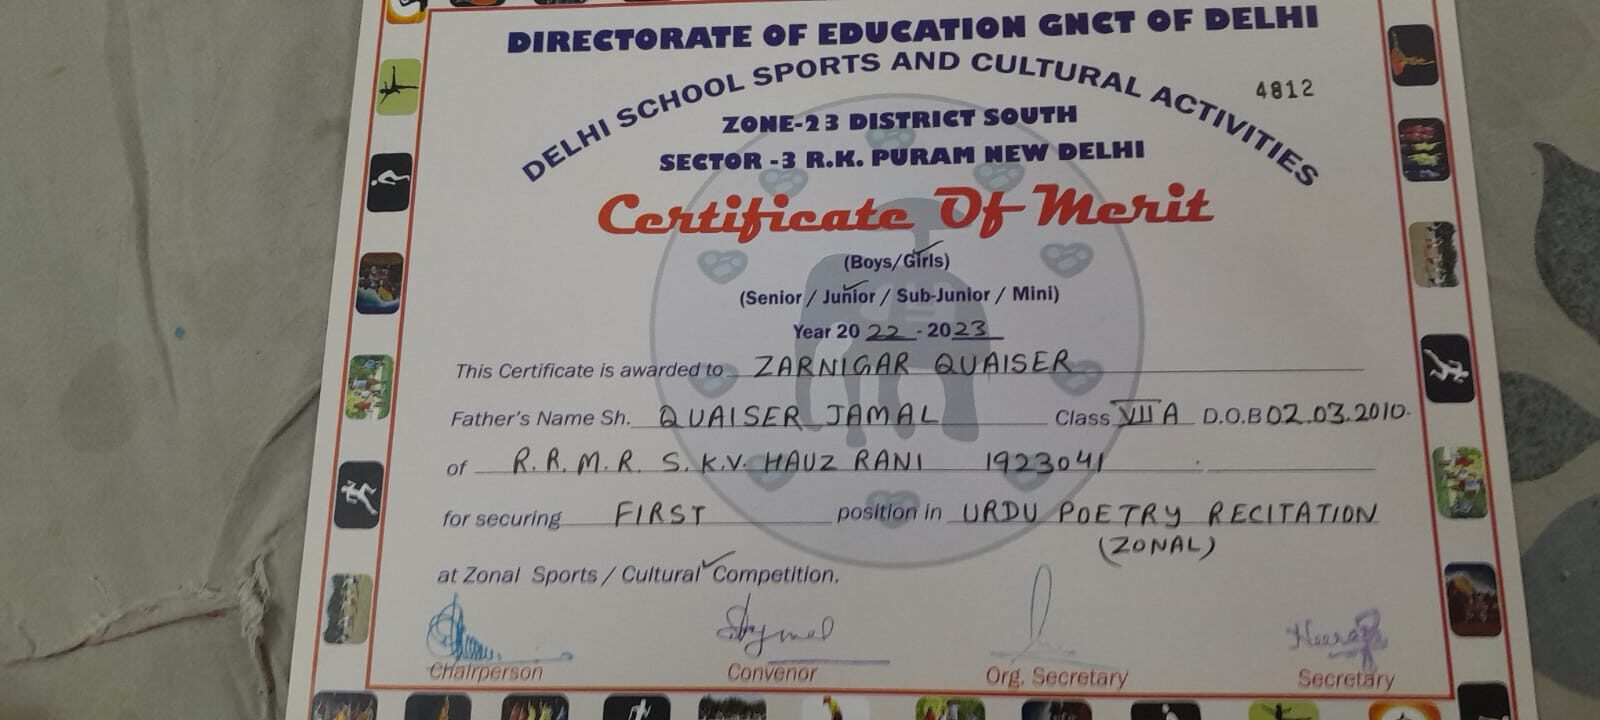 DIRECTORATE OF EDUCATION GNCT OF DELHI
DELHI SCHOOL SPORTS AND CULTURAL ACTIVITIES
4812
ZONE-23 DISTRICT SOUTH
SECTOR -3 R.K. PURAM NEW DELHI
Certificate Of Merit
(Boys/Girls)
(Senior / Junior / Sub-Junior / Mini)
Year 2022 - 2023
This Certificate is awarded to ZARNIGAR QUAISER
Father's Name Sh. QUAISER JAMAL Class VII A D.O.B 02.03.2010.
of R.R.M.R. S.K.V. HAUZ RANI 1923041
for securing FIRST position in URDU POETRY RECITATION
(ZONAL)
at Zonal Sports / Cultural Competition.
Chairperson Convenor Org. Secretary Secretary